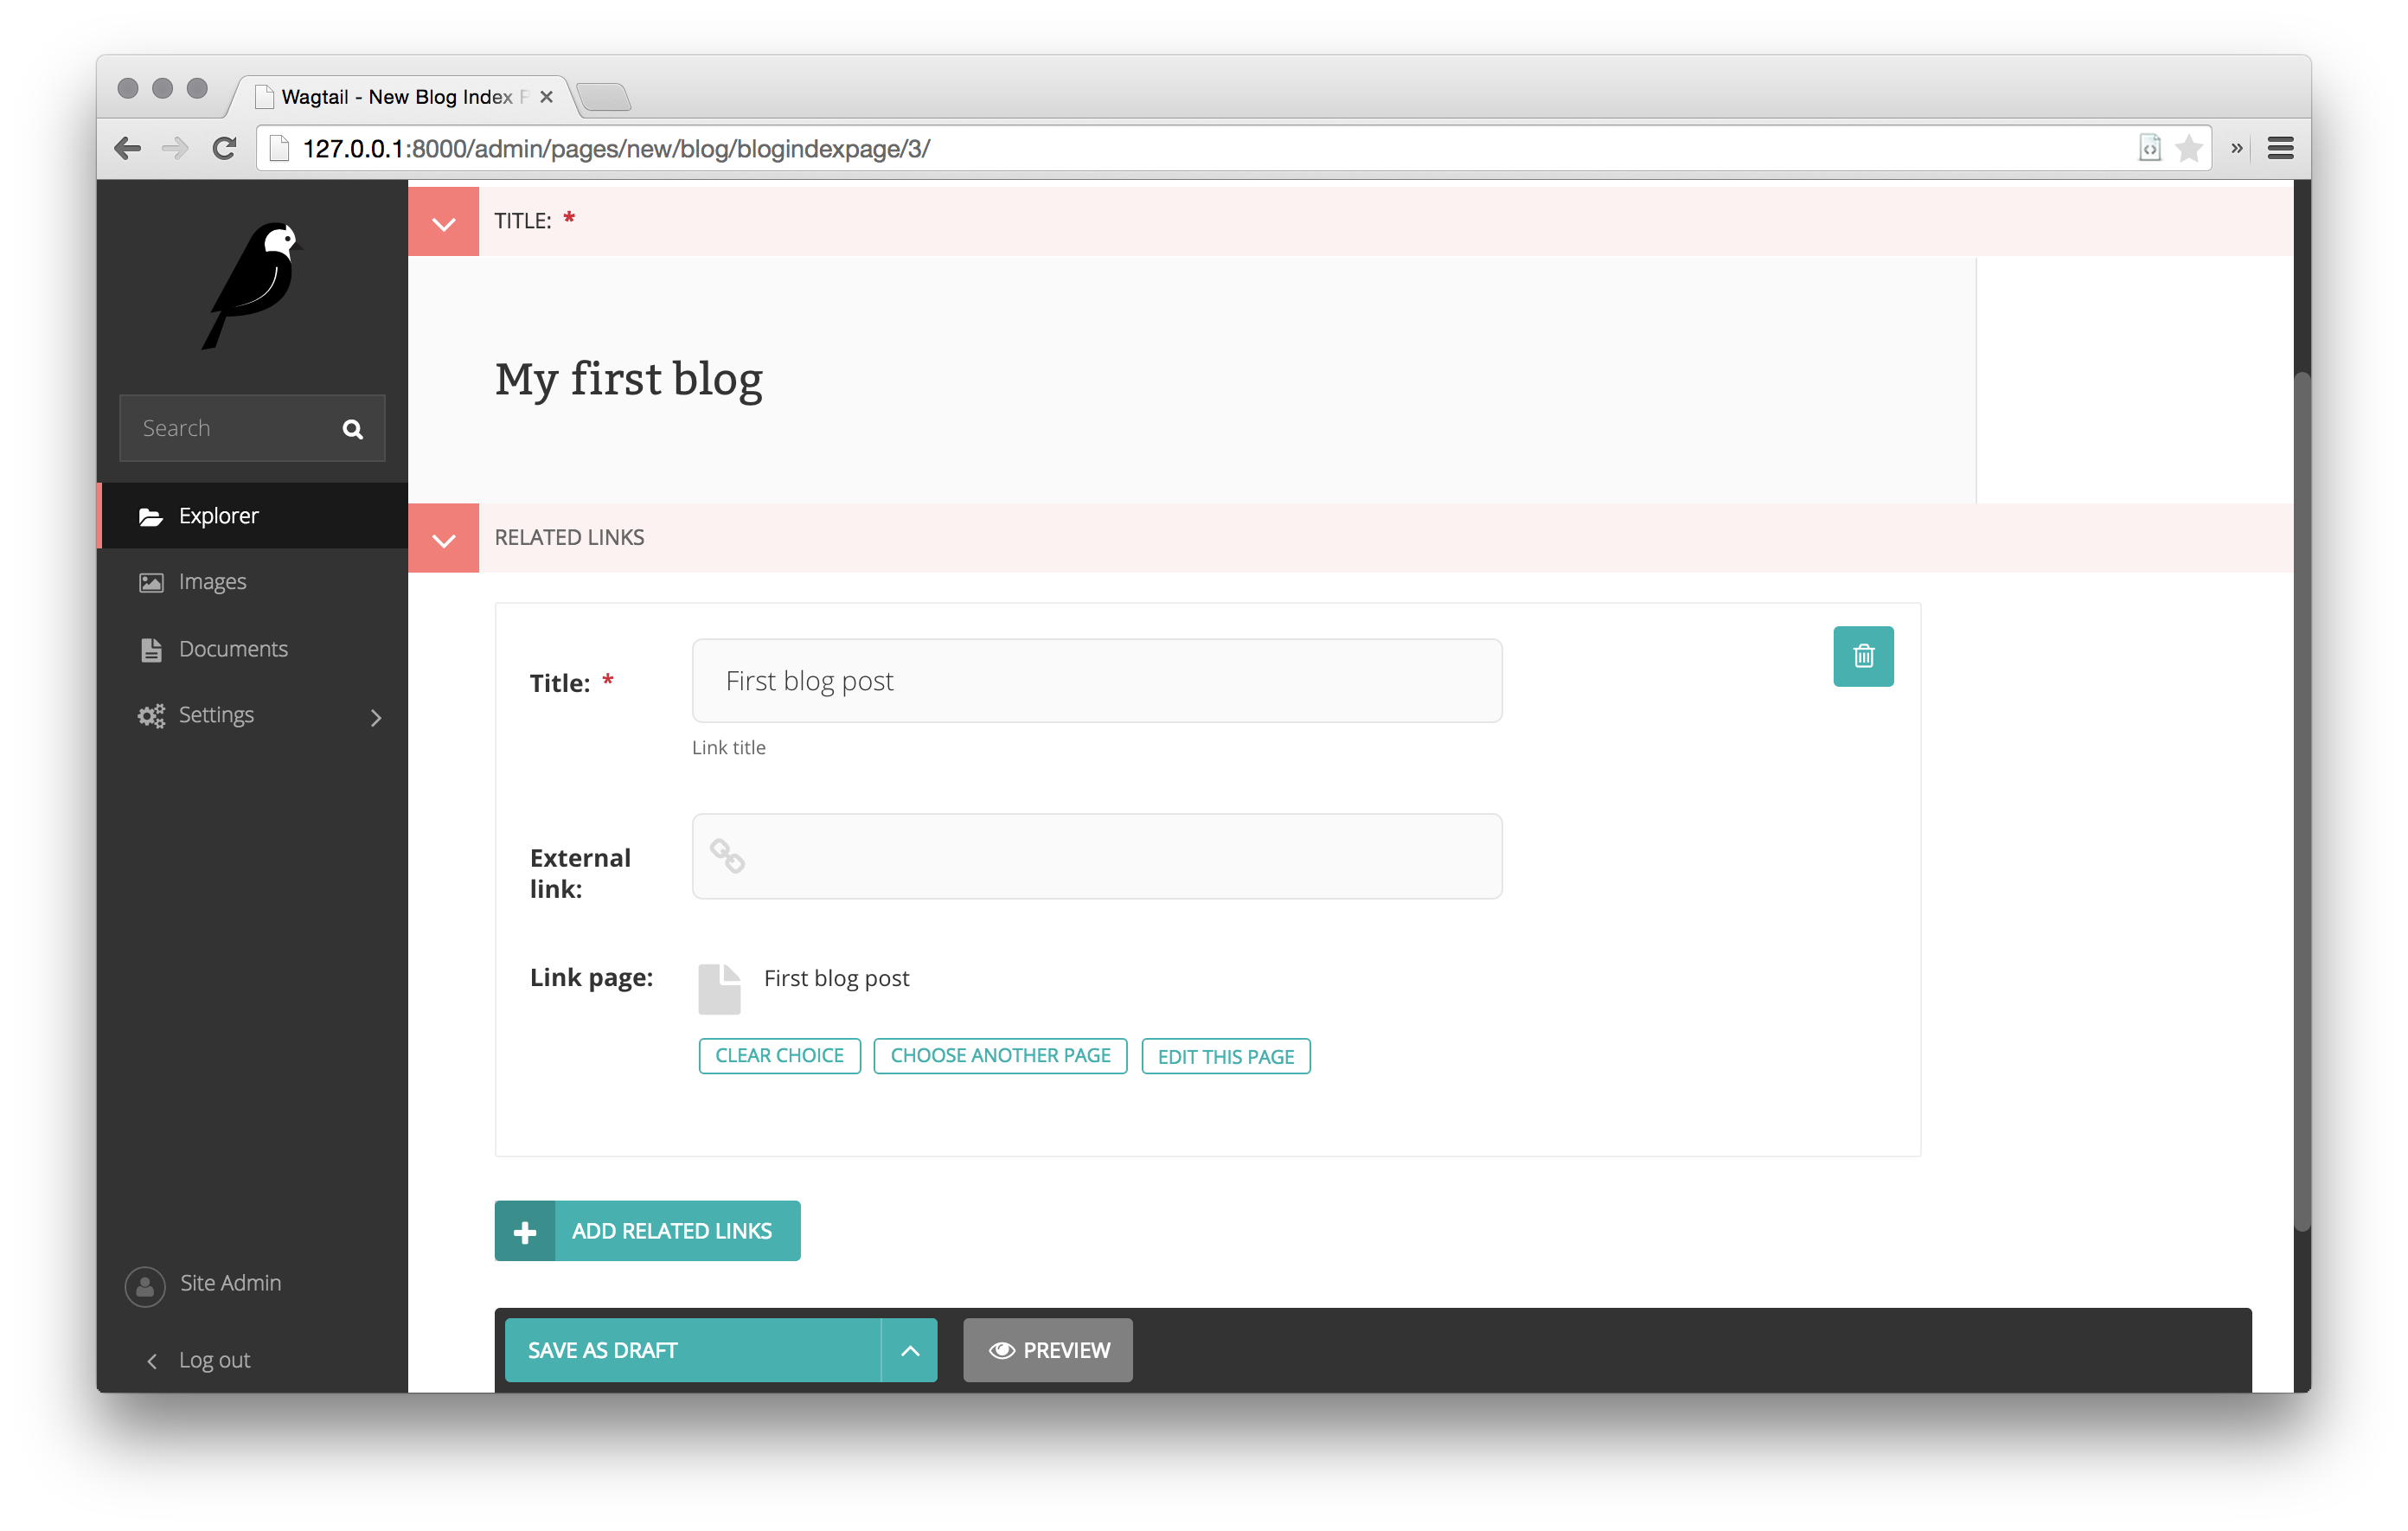 Wagtail - New Blog Index
127.0.0.1:8000/admin/pages/new/blog/blogindexpage/3/
Search
Explorer
Images
Documents
Settings
Site Admin
Log out
TITLE: *
My first blog
RELATED LINKS
Title: *
First blog post
Link title
External
link:
Link page:
First blog post
CLEAR CHOICE
CHOOSE ANOTHER PAGE
EDIT THIS PAGE
ADD RELATED LINKS
SAVE AS DRAFT
PREVIEW